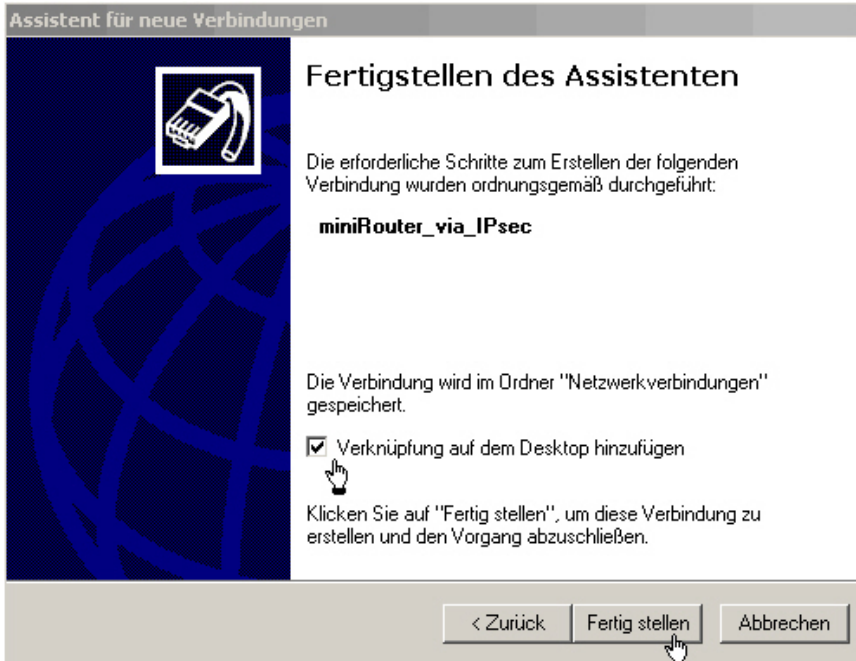 Assistent für neue Verbindungen
Fertigstellen des Assistenten
Die erforderliche Schritte zum Erstellen der folgenden
Verbindung wurden ordnungsgemäß durchgeführt:
miniRouter_via_IPsec
Die Verbindung wird im Ordner "Netzwerkverbindungen"
gespeichert.
Verknüpfung auf dem Desktop hinzufügen
Klicken Sie auf "Fertig stellen", um diese Verbindung zu
erstellen und den Vorgang abzuschließen.
< Zurück Fertig stellen Abbrechen